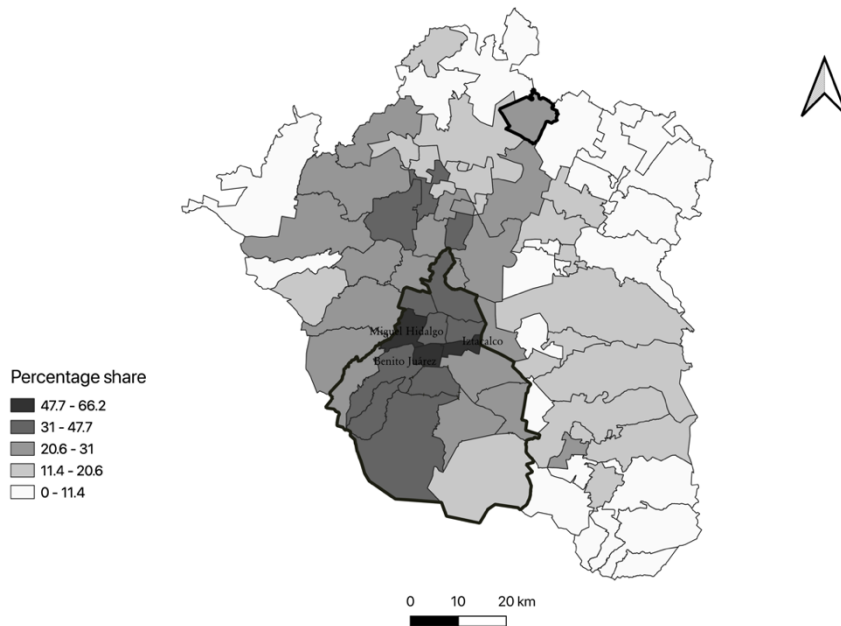 Miguel Hidalgo
Iztacalco
Benito Juárez
Percentage share
47.7 - 66.2
31 - 47.7
20.6 - 31
11.4 - 20.6
0 - 11.4
0 10 20 km